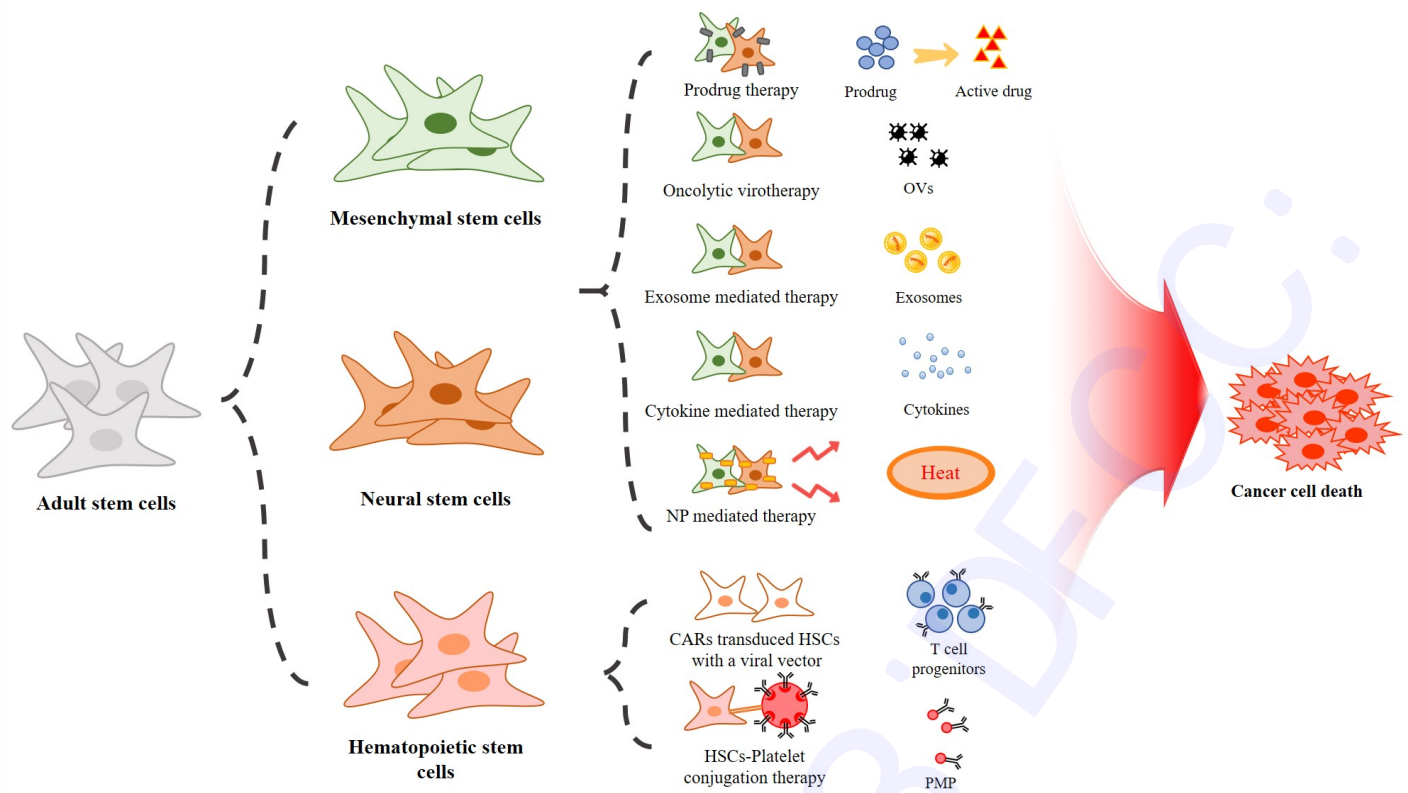 Prodrug therapy
Prodrug
Active drug
Oncolytic virotherapy
OVs
Mesenchymal stem cells
Exosome mediated therapy
Exosomes
Cytokine mediated therapy
Cytokines
Adult stem cells
Neural stem cells
Heat
NP mediated therapy
Cancer cell death
CARs transduced HSCs
with a viral vector
T cell
progenitors
Hematopoietic stem
cells
HSCs-Platelet
conjugation therapy
PMP